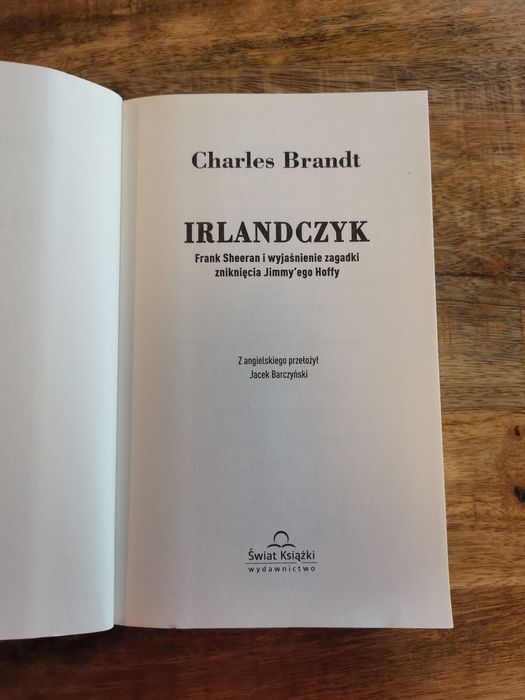 Charles Brandt
IRLANDCZYK
Frank Sheeran i wyjaśnienie zagadki
zniknięcia Jimmy'ego Hoffy
Z angielskiego przełożył
Jacek Barczyński
Świat Książki
wydawnictwo